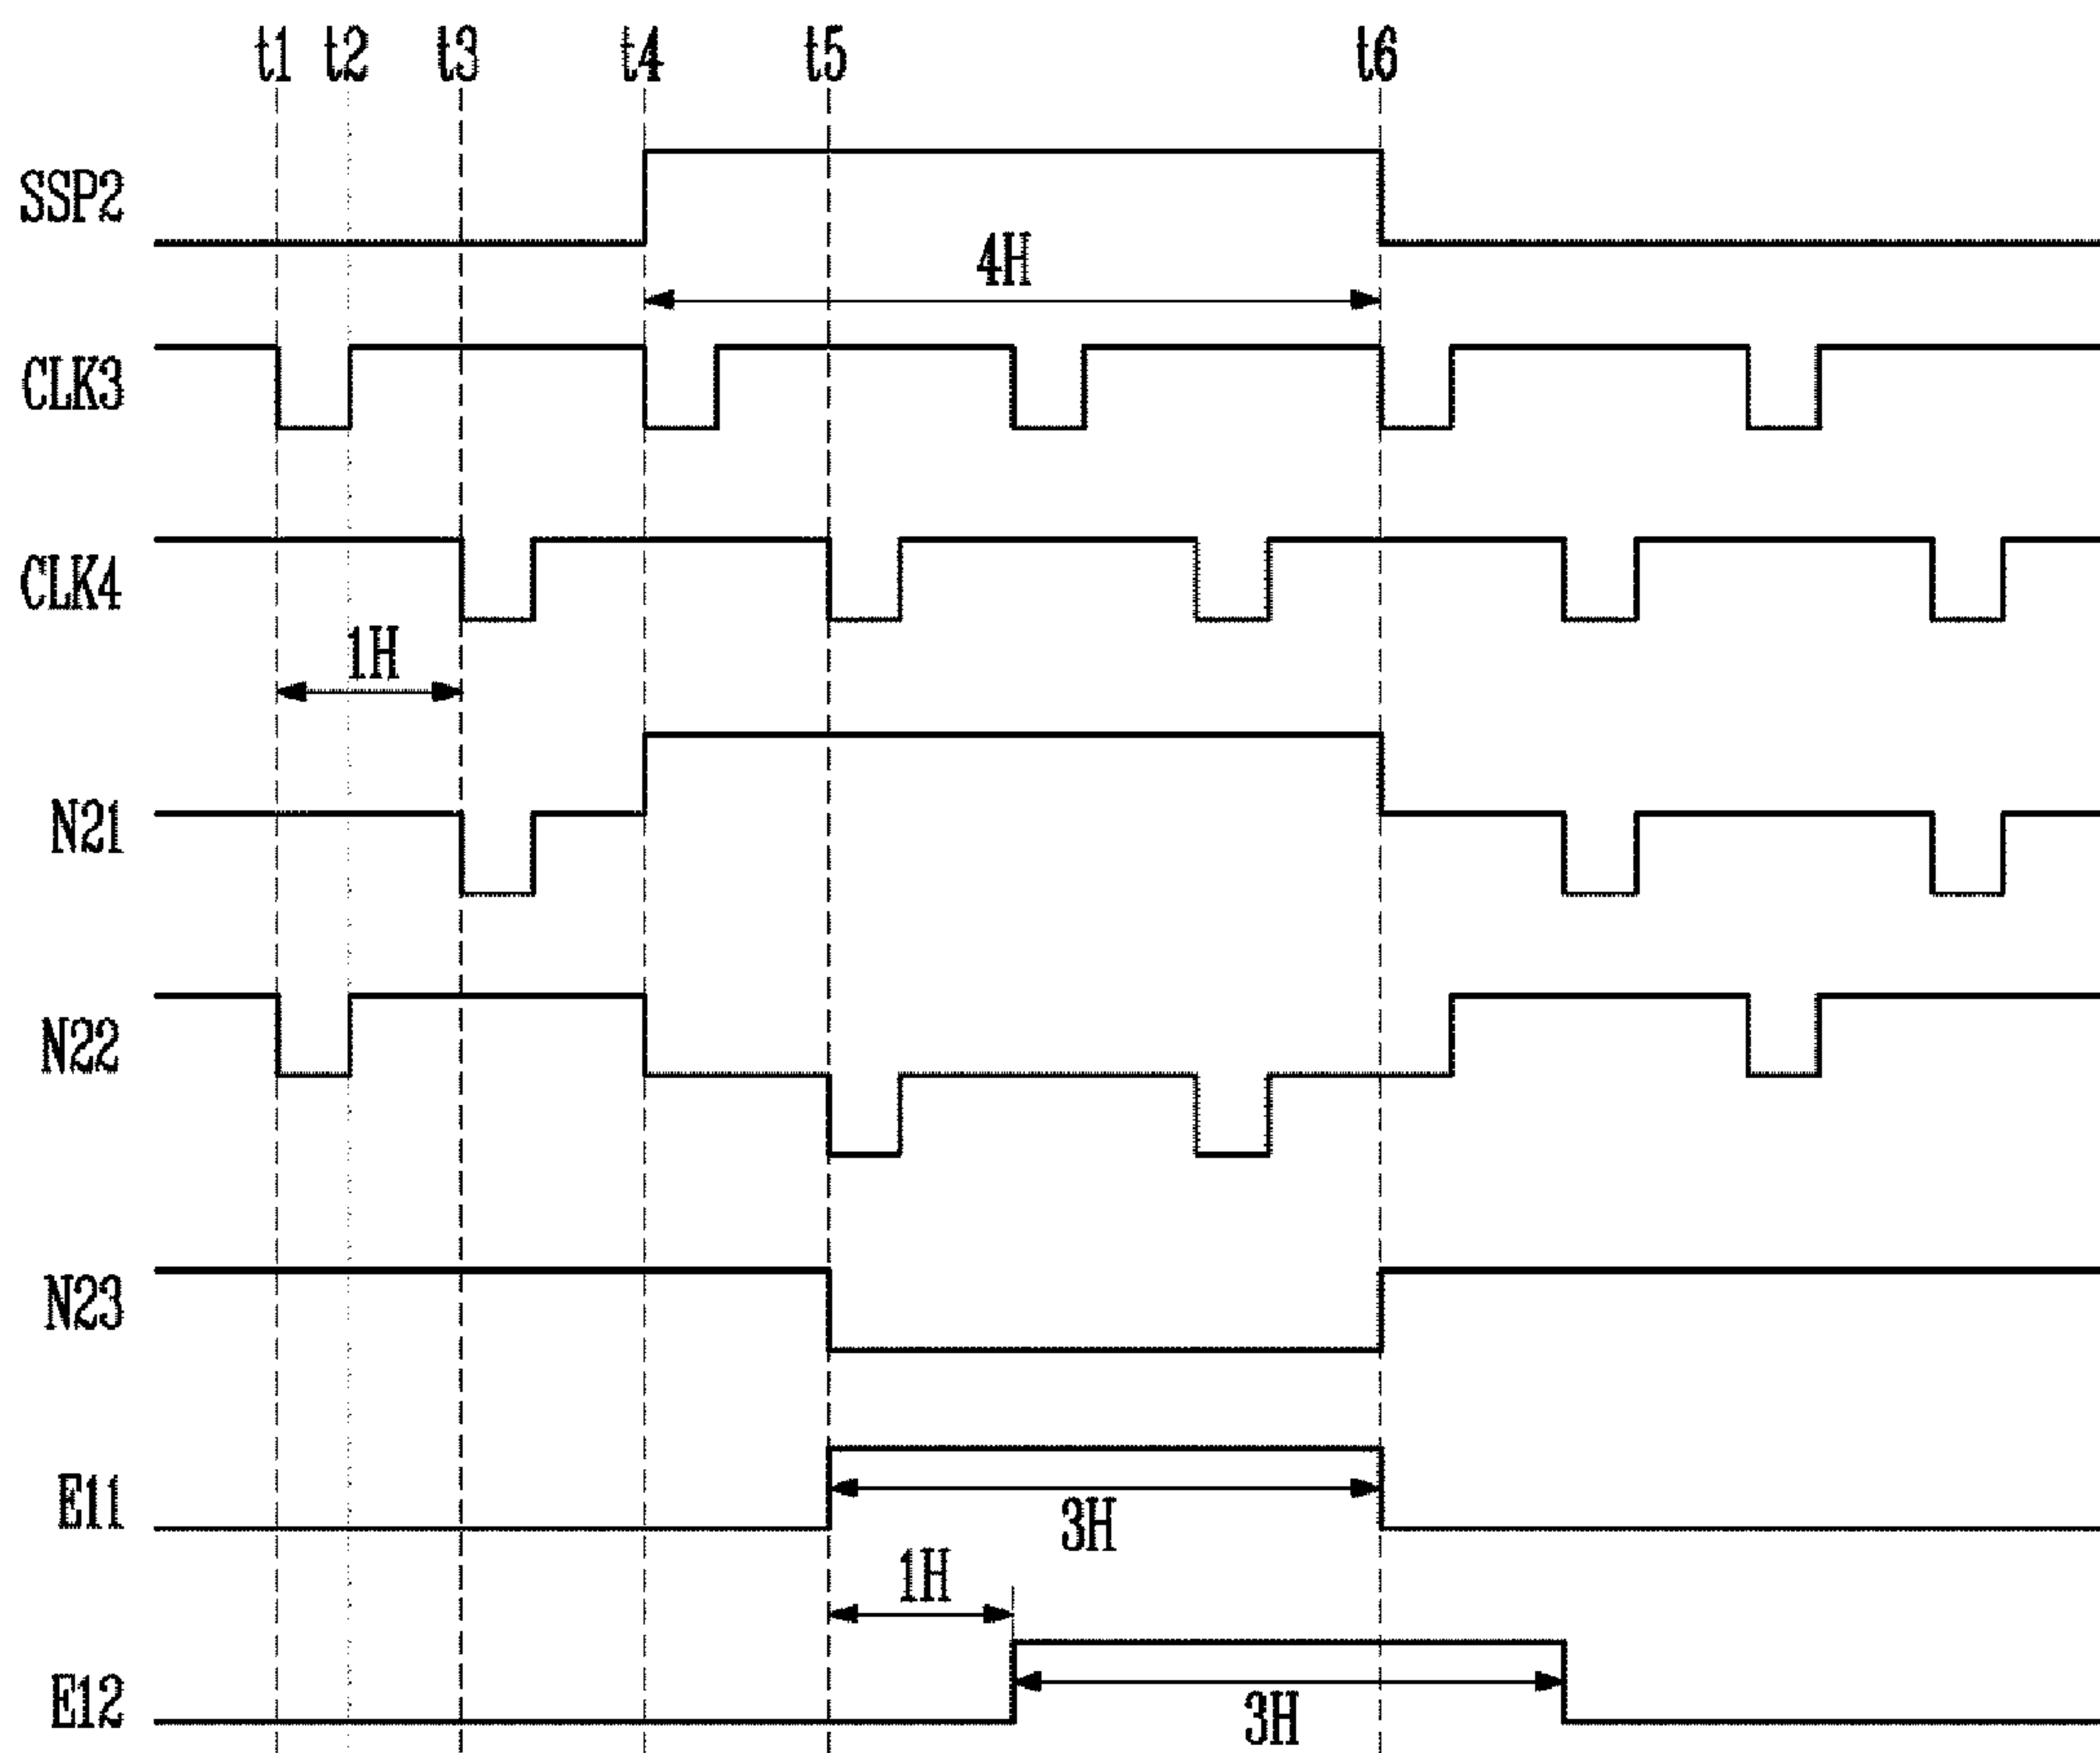 t1 t2 t3 t4 t5 t6
SSP2
4H
CLK3
CLK4
1H
N21
N22
N23
E11
3H
1H
E12
3H